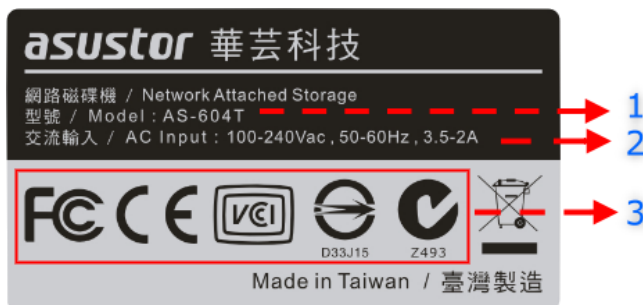 asustor 華芸科技
網路磁碟機 / Network Attached Storage
型號 / Model : AS-604T
1
交流輸入 / AC Input : 100-240Vac , 50-60Hz , 3.5-2A
2
FC CE VCI
3
D33J15 Z493
Made in Taiwan / 臺灣製造